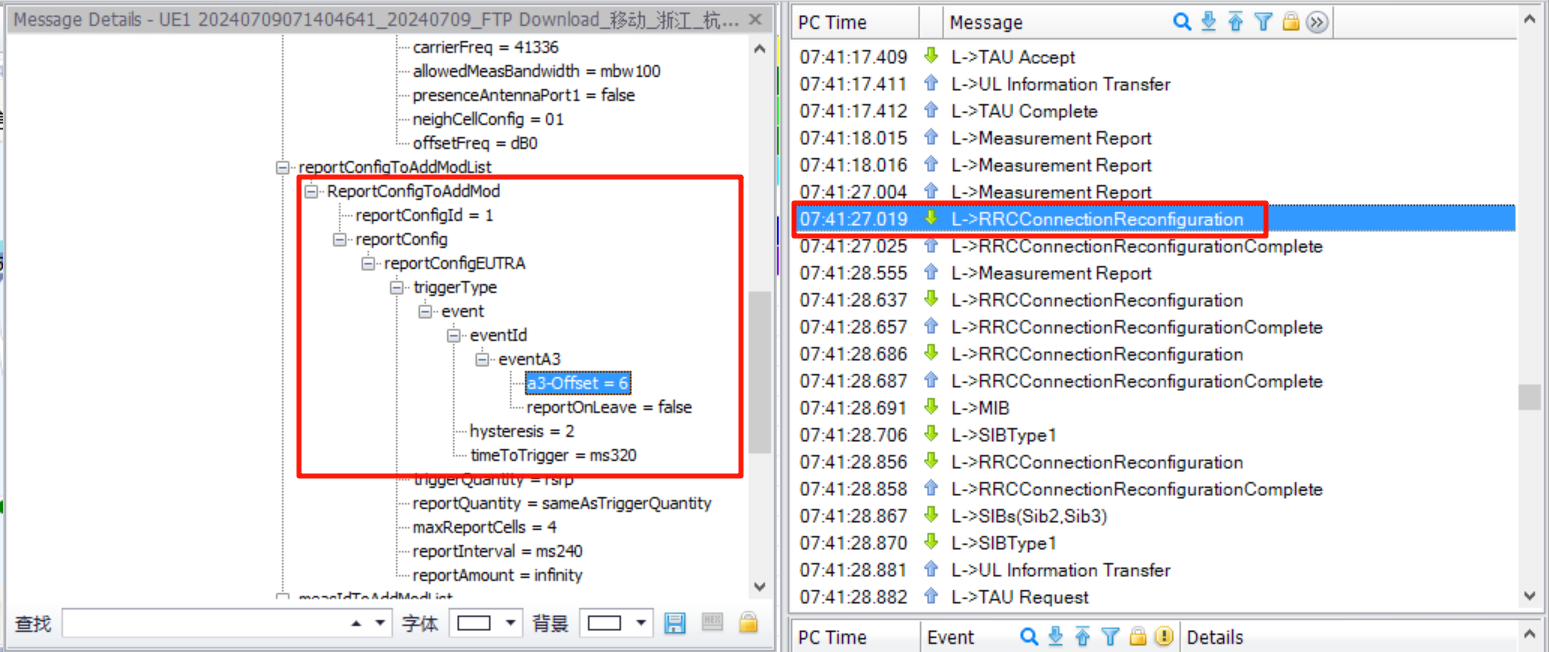 Message Details - UE1 20240709071404641_20240709_FTP Download_移动_浙江_杭...
carrierFreq = 41336
allowedMeasBandwidth = mbw100
presenceAntennaPort1 = false
neighCellConfig = 01
offsetFreq = dB0
reportConfigToAddModList
ReportConfigToAddMod
reportConfigId = 1
reportConfig
reportConfigEUTRA
triggerType
event
eventId
eventA3
a3-Offset = 6
reportOnLeave = false
hysteresis = 2
timeToTrigger = ms320
triggerQuantity = rsrp
reportQuantity = sameAsTriggerQuantity
maxReportCells = 4
reportInterval = ms240
reportAmount = infinity
measIdToAddModList
查找 字体 背景 HEX
PC Time Message
07:41:17.409 L->TAU Accept
07:41:17.411 L->UL Information Transfer
07:41:17.412 L->TAU Complete
07:41:18.015 L->Measurement Report
07:41:18.016 L->Measurement Report
07:41:27.004 L->Measurement Report
07:41:27.019 L->RRCConnectionReconfiguration
07:41:27.025 L->RRCConnectionReconfigurationComplete
07:41:28.555 L->Measurement Report
07:41:28.637 L->RRCConnectionReconfiguration
07:41:28.657 L->RRCConnectionReconfigurationComplete
07:41:28.686 L->RRCConnectionReconfiguration
07:41:28.687 L->RRCConnectionReconfigurationComplete
07:41:28.691 L->MIB
07:41:28.706 L->SIBType1
07:41:28.856 L->RRCConnectionReconfiguration
07:41:28.858 L->RRCConnectionReconfigurationComplete
07:41:28.867 L->SIBs(Sib2,Sib3)
07:41:28.870 L->SIBType1
07:41:28.881 L->UL Information Transfer
07:41:28.882 L->TAU Request
PC Time Event Details